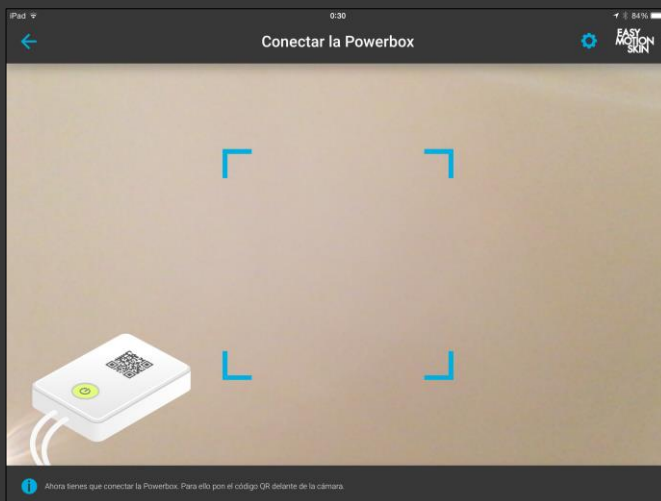 iPad
0:30
84%
Conectar la Powerbox
EASY
MOTION
SKIN
Ahora tienes que conectar la Powerbox. Para ello pon el código QR delante de la cámara.